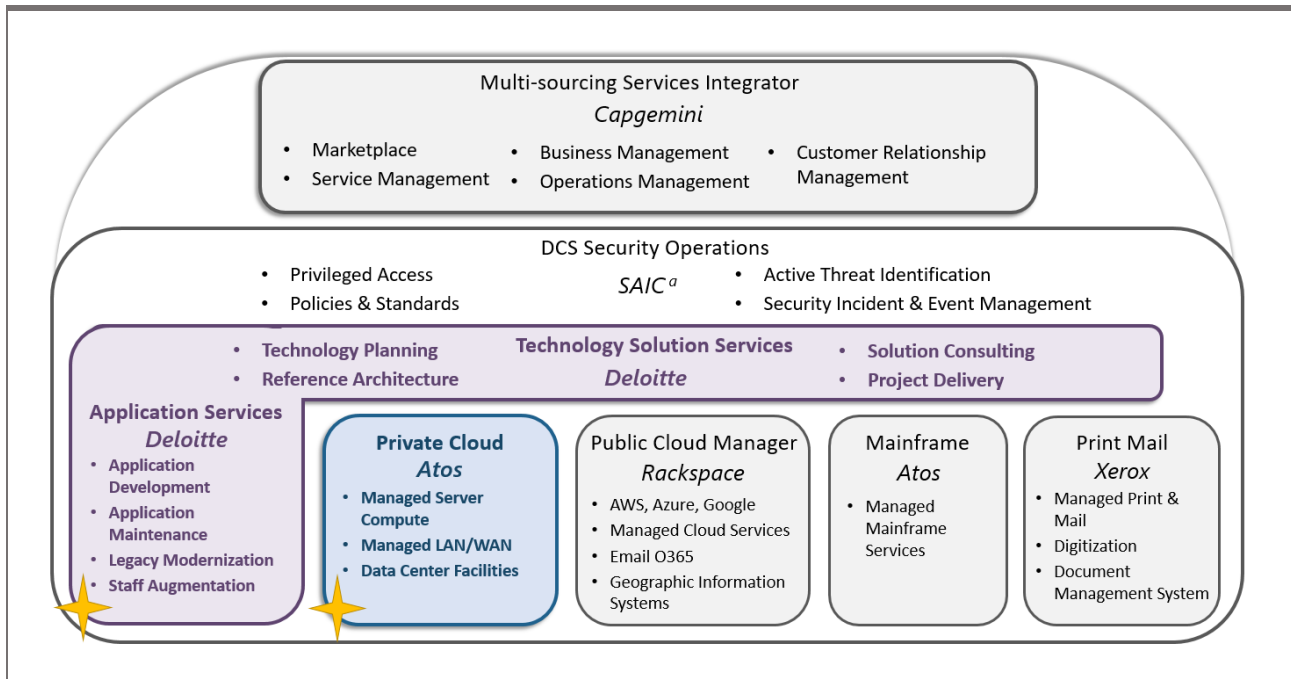 Multi-sourcing Services Integrator
Capgemini
• Marketplace
• Service Management
• Business Management
• Operations Management
• Customer Relationship
Management
DCS Security Operations
SAIC a
• Privileged Access
• Policies & Standards
• Active Threat Identification
• Security Incident & Event Management
Technology Solution Services
Deloitte
• Technology Planning
• Reference Architecture
• Solution Consulting
• Project Delivery
Application Services
Deloitte
• Application
Development
• Application
Maintenance
• Legacy Modernization
• Staff Augmentation
Private Cloud
Atos
• Managed Server
Compute
• Managed LAN/WAN
• Data Center Facilities
Public Cloud Manager
Rackspace
• AWS, Azure, Google
• Managed Cloud Services
• Email O365
• Geographic Information
Systems
Mainframe
Atos
• Managed
Mainframe
Services
Print Mail
Xerox
• Managed Print &
Mail
• Digitization
• Document
Management System